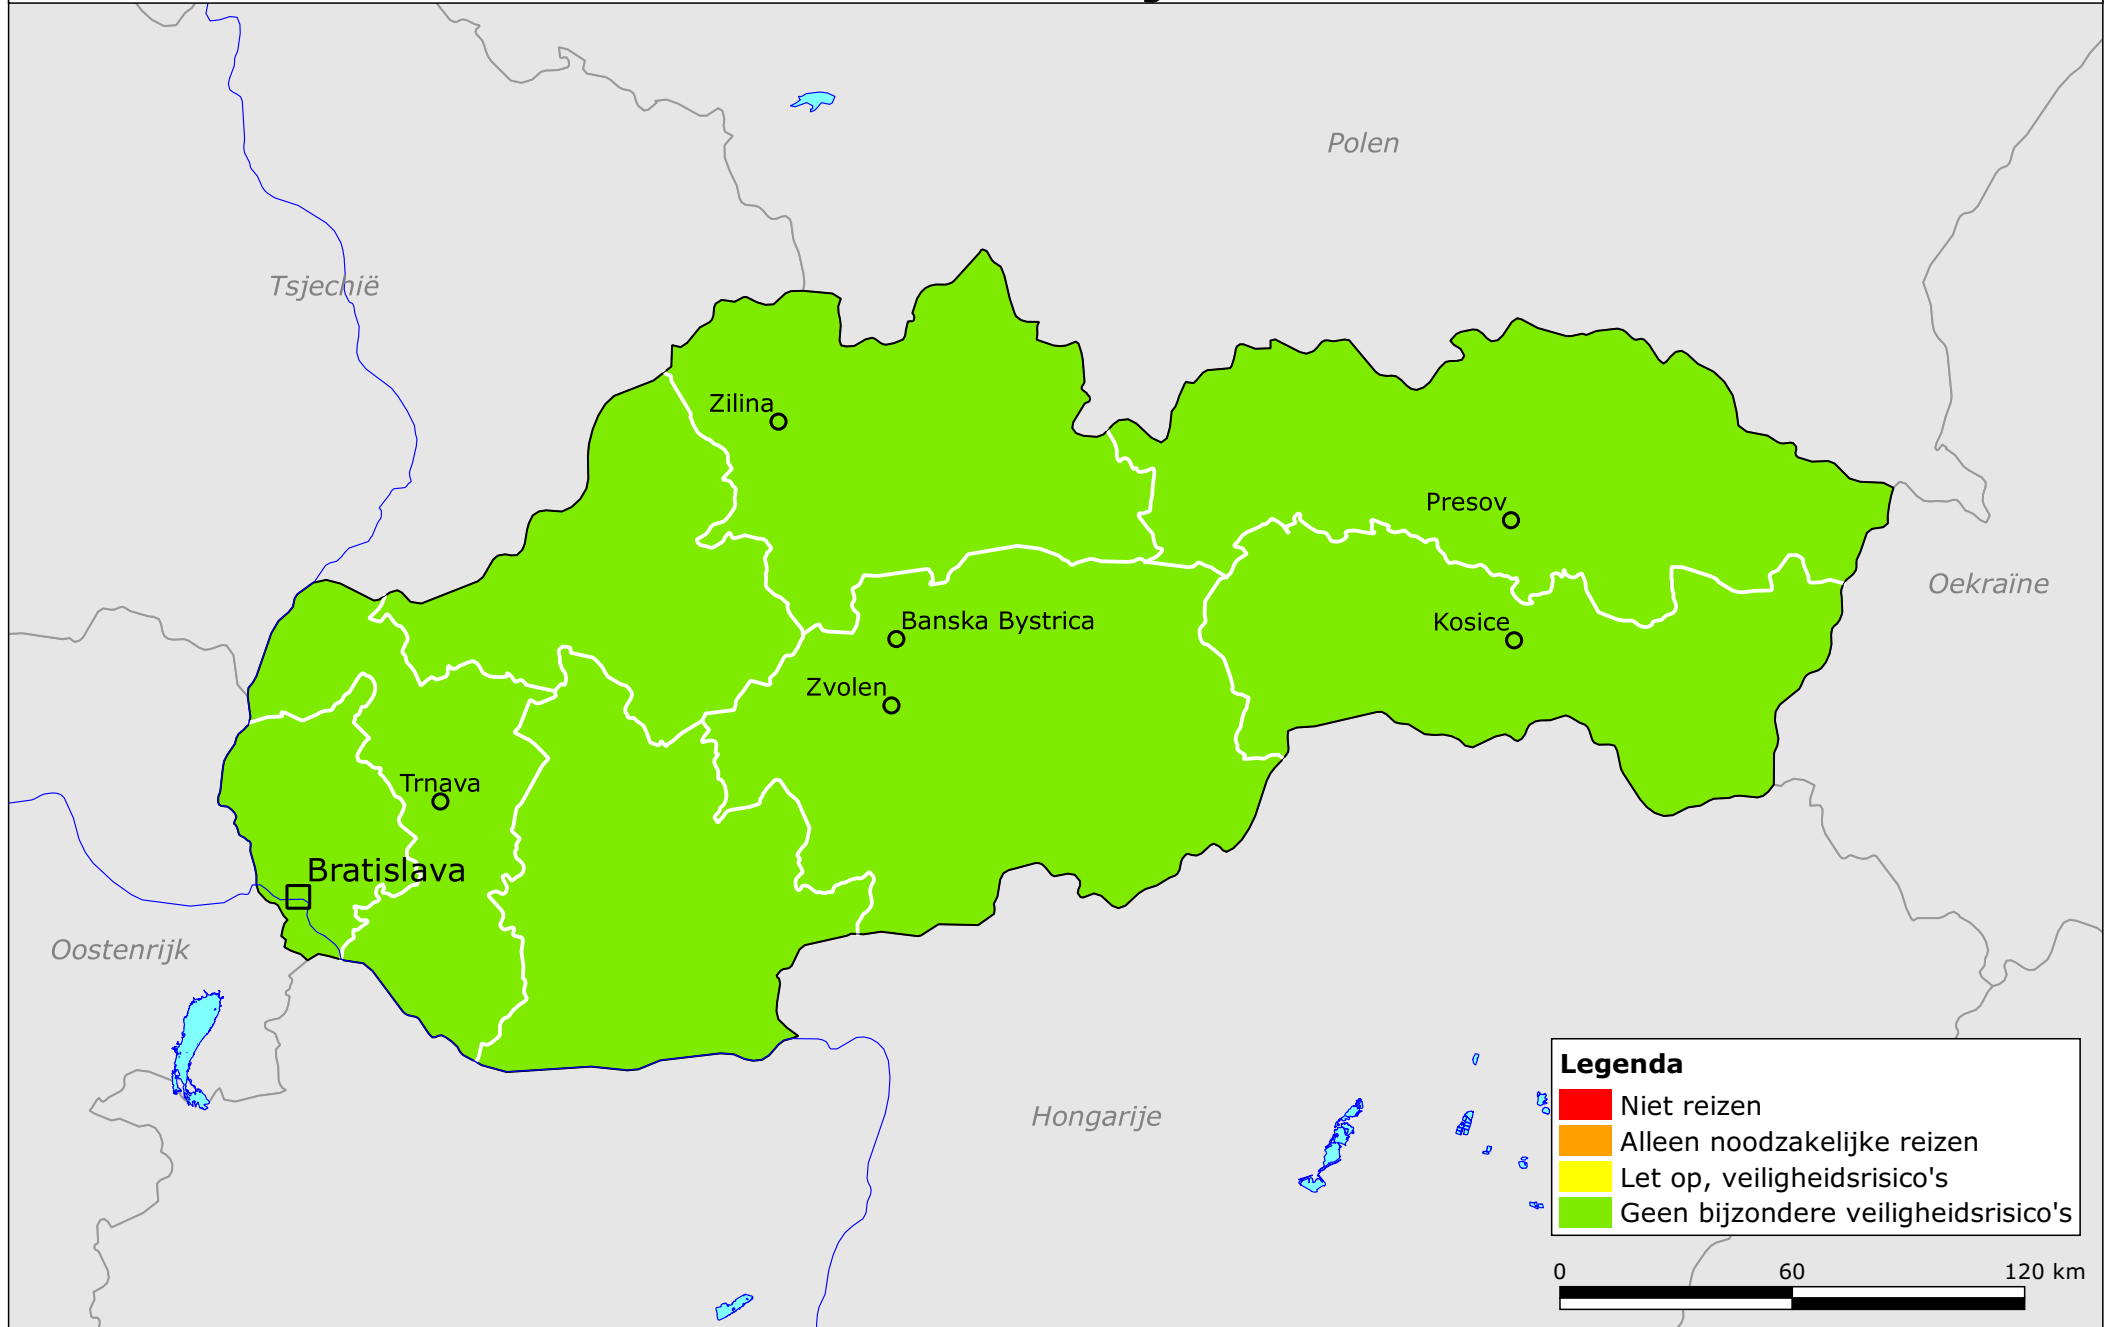 Polen
Tsjechië
Zilina
Presov
Oekraïne
Banska Bystrica
Kosice
Zvolen
Trnava
Bratislava
Oostenrijk
Hongarije
Legenda
Niet reizen
Alleen noodzakelijke reizen
Let op, veiligheidsrisico's
Geen bijzondere veiligheidsrisico's
0 60 120 km